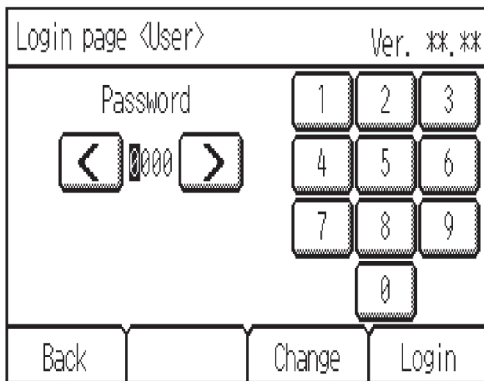 Login page <User> Ver. **.**
Password
< 0000 >
1 2 3
4 5 6
7 8 9
0
Back Change Login